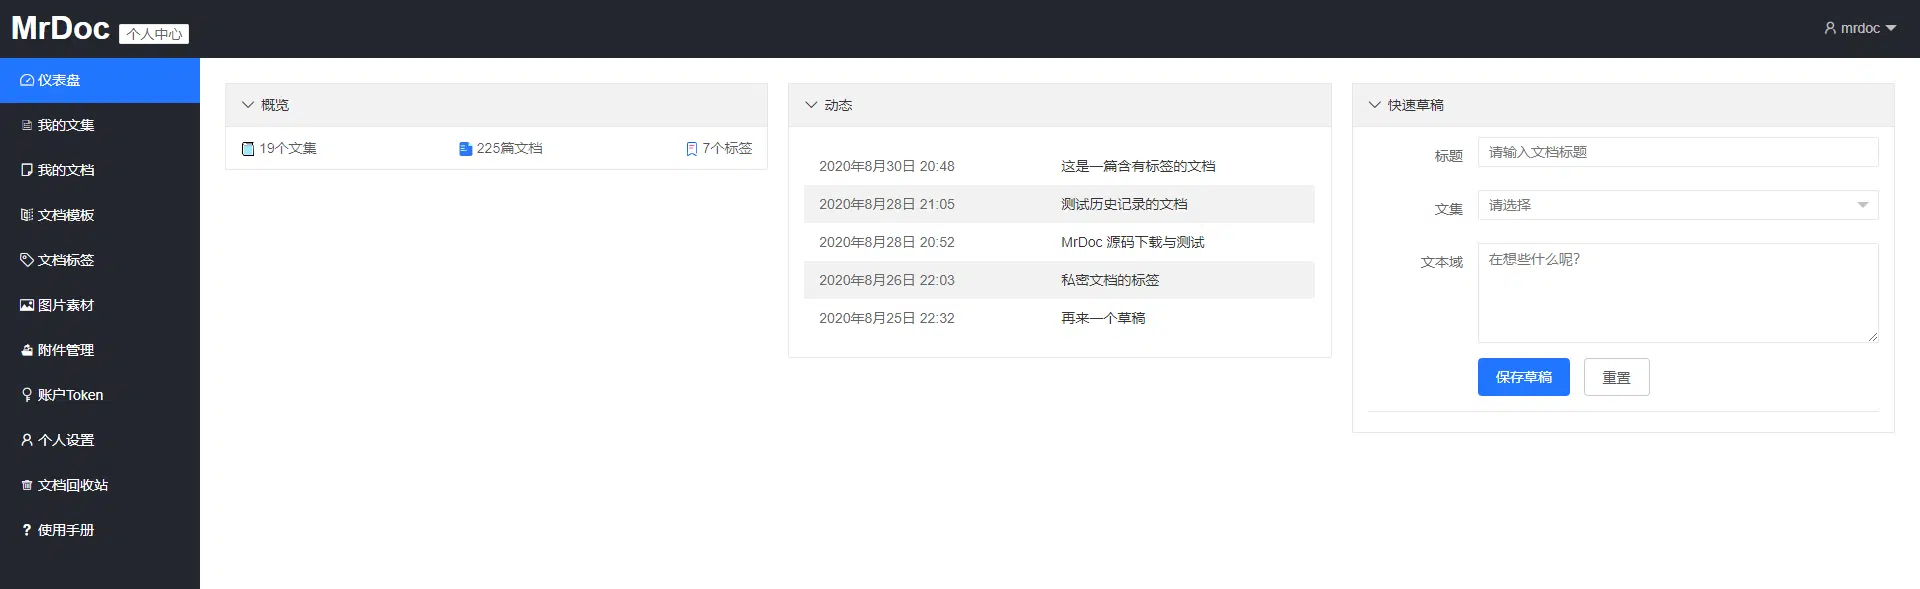 MrDoc 个人中心
mrdoc
仪表盘
我的文集
我的文档
文档模板
文档标签
图片素材
附件管理
账户Token
个人设置
文档回收站
使用手册
概览
19个文集 225篇文档 7个标签
动态
2020年8月30日 20:48 这是一篇含有标签的文档
2020年8月28日 21:05 测试历史记录的文档
2020年8月28日 20:52 MrDoc 源码下载与测试
2020年8月26日 22:03 私密文档的标签
2020年8月25日 22:32 再来一个草稿
快速草稿
标题 请输入文档标题
文集 请选择
文本域 在想些什么呢?
保存草稿 重置